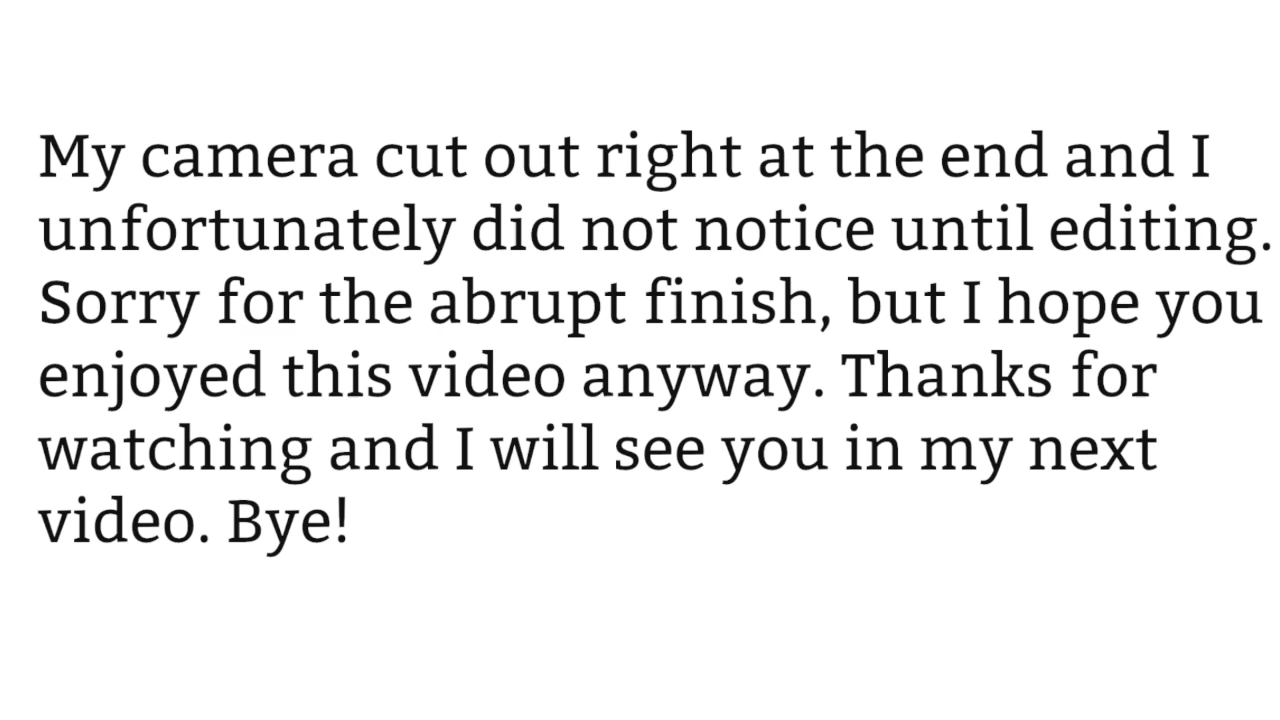 My camera cut out right at the end and I
unfortunately did not notice until editing.
Sorry for the abrupt finish, but I hope you
enjoyed this video anyway. Thanks for
watching and I will see you in my next
video. Bye!